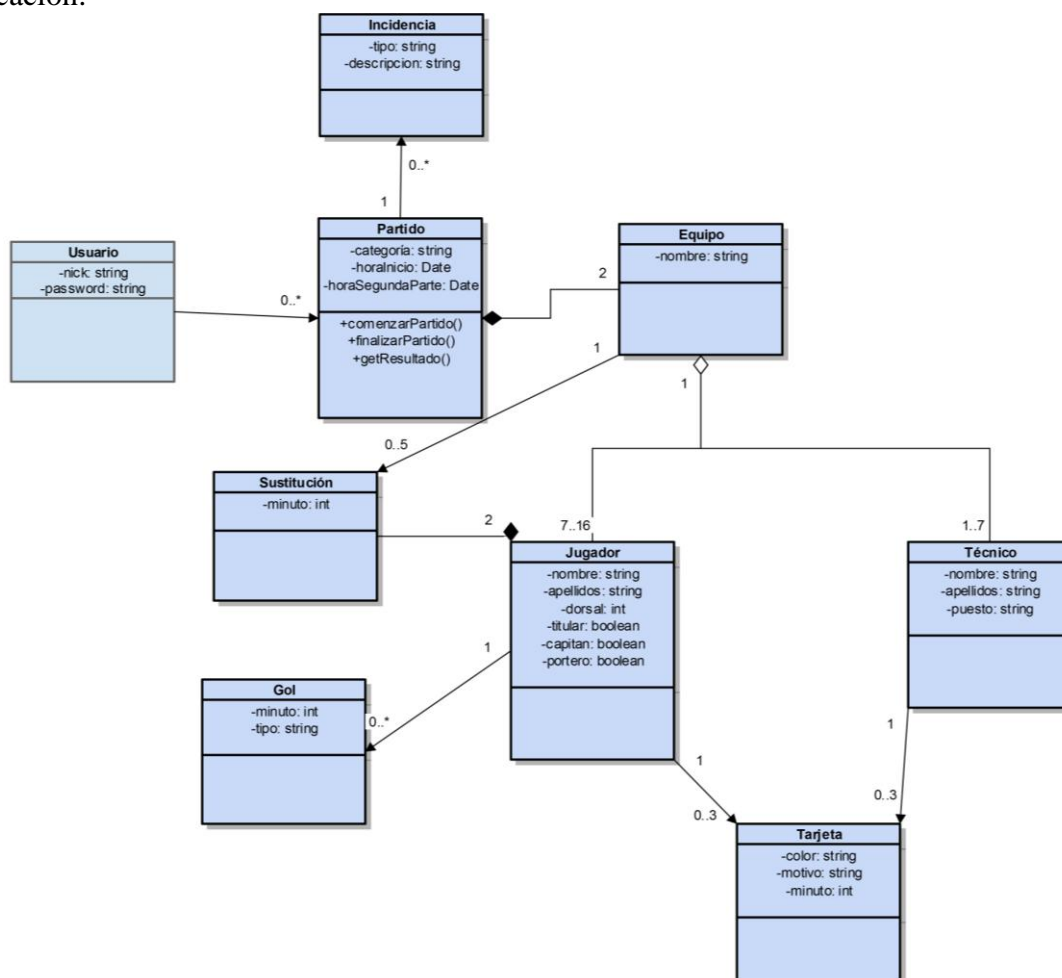 Incidencia
-tipo: string
-descripcion: string
0..*
1
Partido
-categoría: string
-horaInicio: Date
-horaSegundaParte: Date
+comenzarPartido()
+finalizarPartido()
+getResultado()
Usuario
-nick: string
-password: string
0..*
Equipo
-nombre: string
2
1
1
0..5
Sustitución
-minuto: int
2
7..16
1..7
Jugador
-nombre: string
-apellidos: string
-dorsal: int
-titular: boolean
-capitan: boolean
-portero: boolean
Técnico
-nombre: string
-apellidos: string
-puesto: string
1
Gol
-minuto: int
-tipo: string
0..*
1
0..3
1
0..3
Tarjeta
-color: string
-motivo: string
-minuto: int